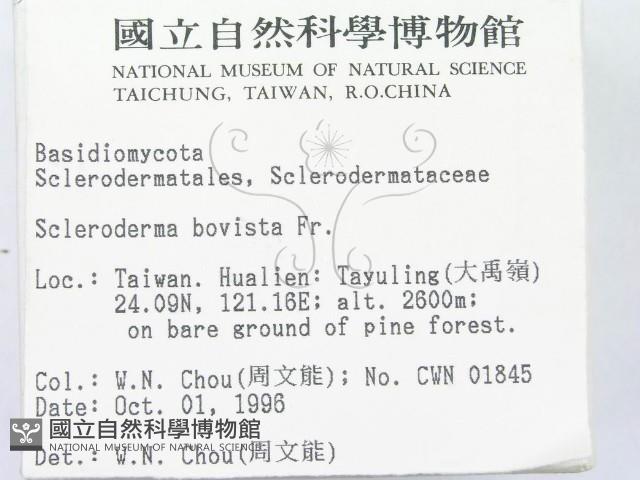 國立自然科學博物館
NATIONAL MUSEUM OF NATURAL SCIENCE
TAICHUNG, TAIWAN, R.O.CHINA
Basidiomycota
Sclerodermatales, Sclerodermataceae
Scleroderma bovista Fr.
Loc.: Taiwan. Hualien: Tayuling(大禹嶺)
24.09N, 121.16E; alt. 2600m;
on bare ground of pine forest.
Col.: W.N. Chou(周文能); No. CWN 01845
Date: Oct. 01, 1996
國立自然科學博物館
NATIONAL MUSEUM OF NATURAL SCIENCE
Det.: W.N. Chou(周文能)